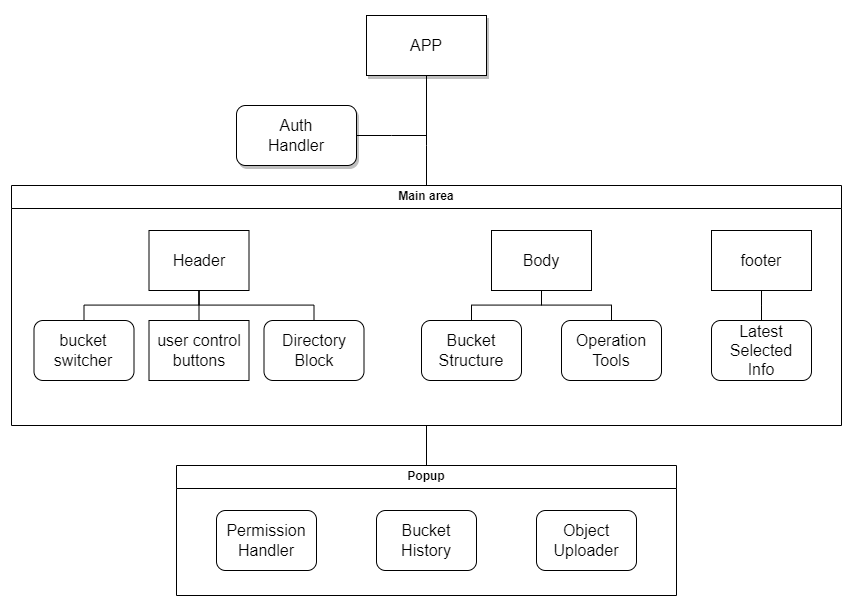 APP
Auth
Handler
Main area
Header
Body
footer
bucket
switcher
user control
buttons
Directory
Block
Bucket
Structure
Operation
Tools
Latest
Selected
Info
Popup
Permission
Handler
Bucket
History
Object
Uploader